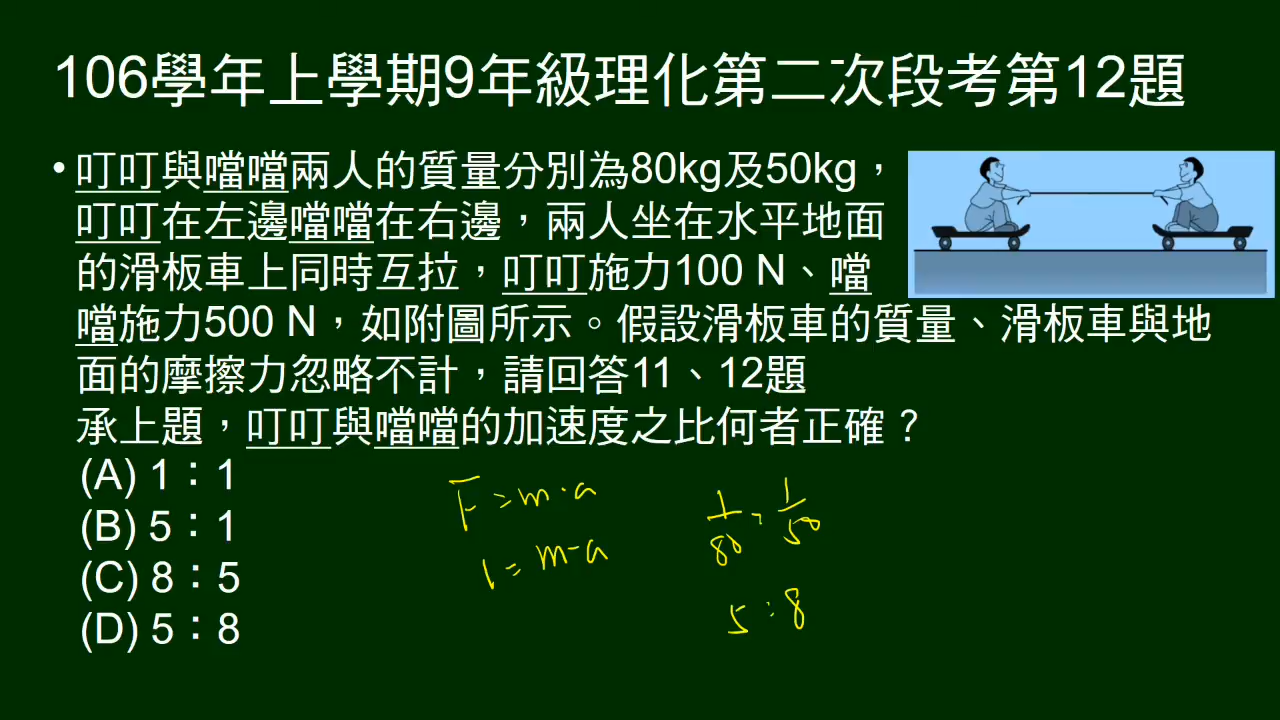 106學年上學期9年級理化第二次段考第12題
• 叮叮與噹噹兩人的質量分別為80kg及50kg，
叮叮在左邊噹噹在右邊，兩人坐在水平地面
的滑板車上同時互拉，叮叮施力100 N、噹
噹施力500 N，如附圖所示。假設滑板車的質量、滑板車與地
面的摩擦力忽略不計，請回答11、12題
承上題，叮叮與噹噹的加速度之比何者正確？
(A) 1：1
(B) 5：1
(C) 8：5
(D) 5：8
F=m·a
1=m·a
1/80 : 1/50
5:8